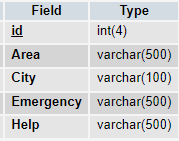 Field Type
id int(4)
Area varchar(500)
City varchar(100)
Emergency varchar(500)
Help varchar(500)